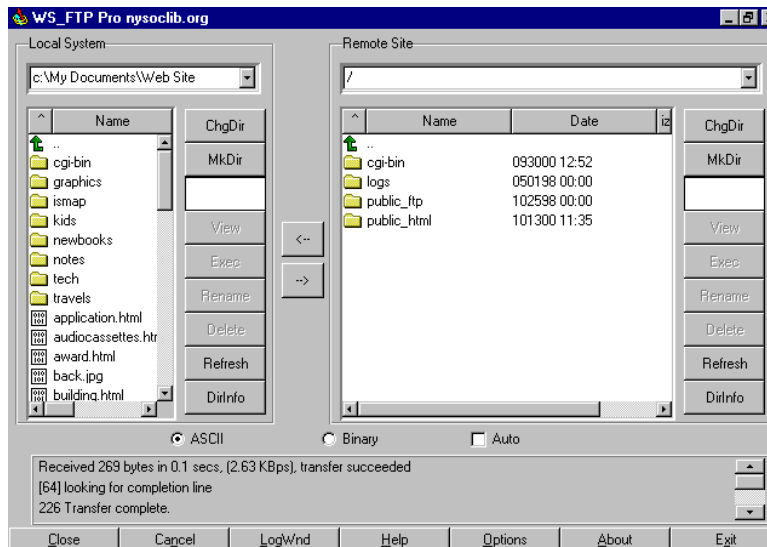 WS_FTP Pro nysoclib.org
Local System
c:\My Documents\Web Site
^ Name
..
cgi-bin
graphics
ismap
kids
newbooks
notes
tech
travels
application.html
audiocassettes.htr
award.html
back.jpg
building.html
ChgDir
MkDir
View
Exec
Rename
Delete
Refresh
DirInfo
<--
-->
Remote Site
/
^ Name Date iz
..
cgi-bin 093000 12:52
logs 050198 00:00
public_ftp 102598 00:00
public_html 101300 11:35
ChgDir
MkDir
View
Exec
Rename
Delete
Refresh
DirInfo
ASCII Binary Auto
Received 269 bytes in 0.1 secs, (2.63 KBps), transfer succeeded
[64] looking for completion line
226 Transfer complete.
Close Cancel LogWnd Help Options About Exit